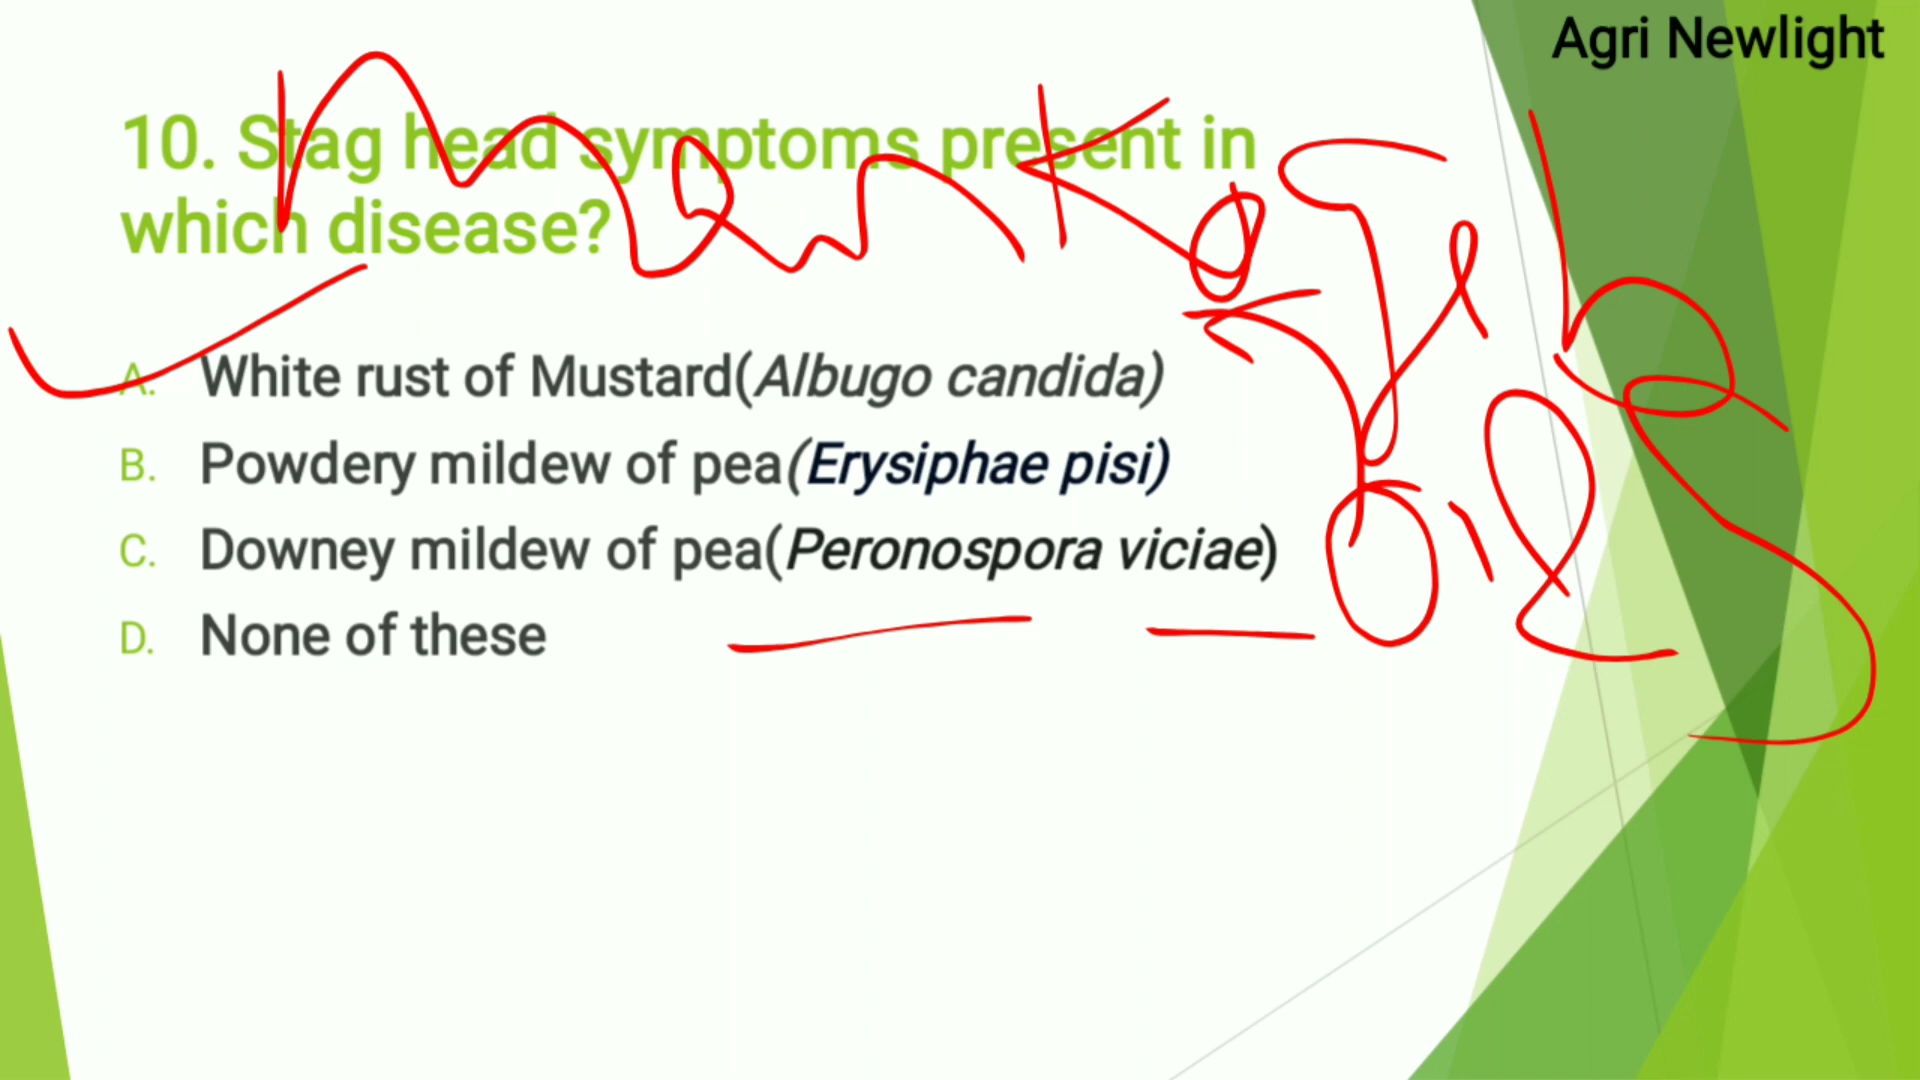 Agri Newlight
10. Stag head symptoms present in
which disease?
A. White rust of Mustard(Albugo candida)
B. Powdery mildew of pea(Erysiphae pisi)
C. Downey mildew of pea(Peronospora viciae)
D. None of these